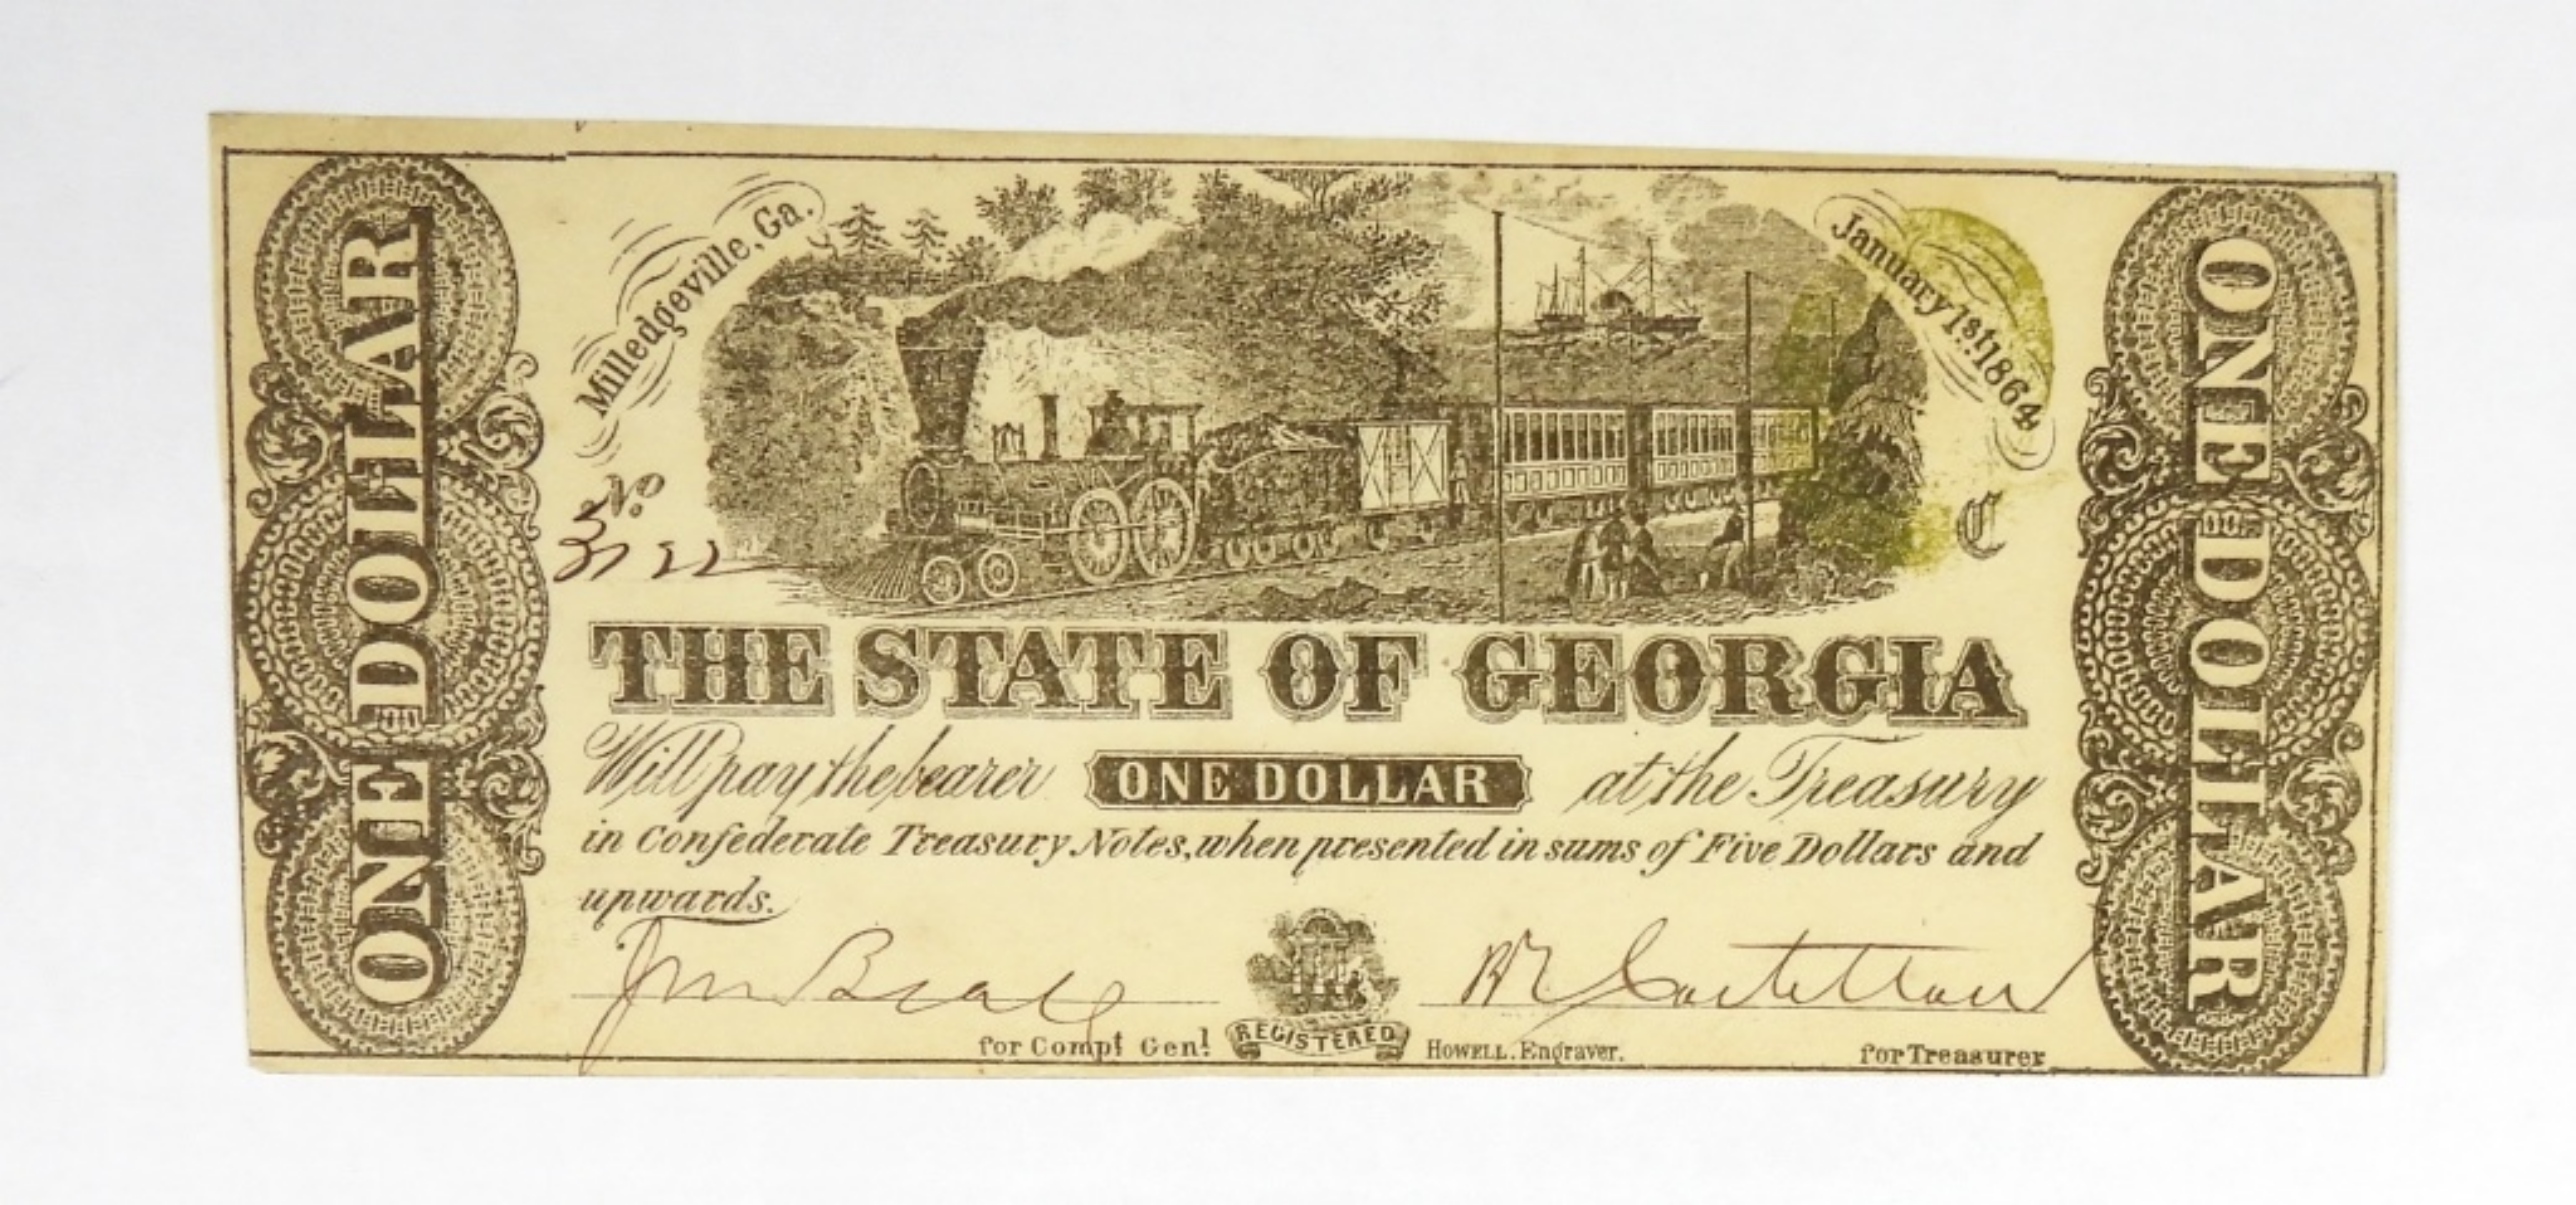 ONE DOLLAR
Milledgeville, Ga.
January 1st 1864
No
C
THE STATE OF GEORGIA
Will pay the bearer ONE DOLLAR at the Treasury
in Confederate Treasury Notes, when presented in sums of Five Dollars and
upwards.
for Compt Genl.
REGISTERED
HOWELL. Engraver.
for Treasurer
ONE DOLLAR